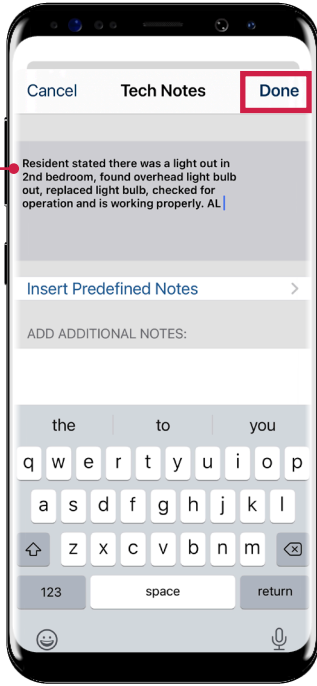 Cancel Tech Notes Done
Resident stated there was a light out in
2nd bedroom, found overhead light bulb
out, replaced light bulb, checked for
operation and is working properly. AL
Insert Predefined Notes
ADD ADDITIONAL NOTES:
the to you
q w e r t y u i o p
a s d f g h j k l
z x c v b n m
123 space return